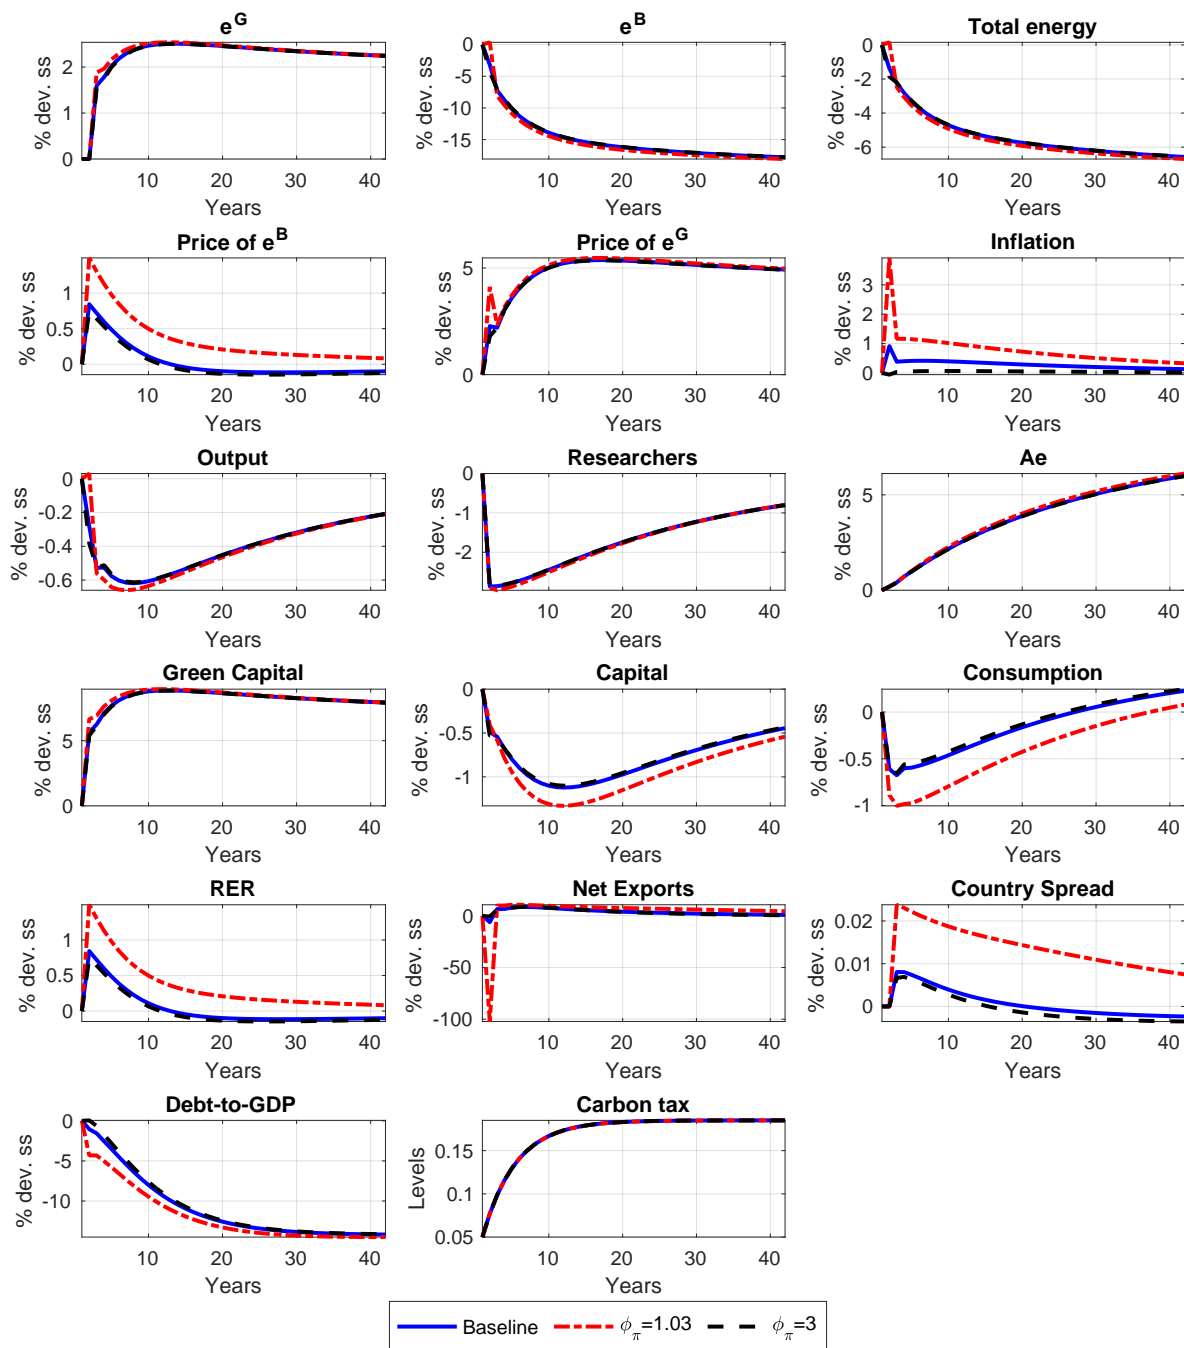 e^G
% dev. ss
2
1
0
10 20 30 40
Years
e^B
% dev. ss
0
-5
-10
-15
10 20 30 40
Years
Total energy
% dev. ss
0
-2
-4
-6
10 20 30 40
Years
Price of e^B
% dev. ss
1
0.5
0
10 20 30 40
Years
Price of e^G
% dev. ss
5
0
10 20 30 40
Years
Inflation
% dev. ss
3
2
1
0
10 20 30 40
Years
Output
% dev. ss
0
-0.2
-0.4
-0.6
10 20 30 40
Years
Researchers
% dev. ss
0
-1
-2
10 20 30 40
Years
Ae
% dev. ss
5
0
10 20 30 40
Years
Green Capital
% dev. ss
5
0
10 20 30 40
Years
Capital
% dev. ss
0
-0.5
-1
10 20 30 40
Years
Consumption
% dev. ss
0
-0.5
-1
10 20 30 40
Years
RER
% dev. ss
1
0.5
0
10 20 30 40
Years
Net Exports
% dev. ss
0
-50
-100
10 20 30 40
Years
Country Spread
% dev. ss
0.02
0.01
0
10 20 30 40
Years
Debt-to-GDP
% dev. ss
0
-5
-10
10 20 30 40
Years
Carbon tax
Levels
0.15
0.1
0.05
10 20 30 40
Years
Baseline ϕ_π=1.03 ϕ_π=3